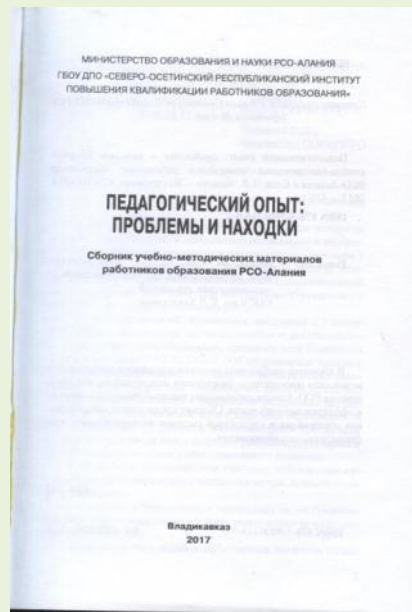 МИНИСТЕРСТВО ОБРАЗОВАНИЯ И НАУКИ РСО-АЛАНИЯ
ГБОУ ДПО «СЕВЕРО-ОСЕТИНСКИЙ РЕСПУБЛИКАНСКИЙ ИНСТИТУТ
ПОВЫШЕНИЯ КВАЛИФИКАЦИИ РАБОТНИКОВ ОБРАЗОВАНИЯ»
ПЕДАГОГИЧЕСКИЙ ОПЫТ:
ПРОБЛЕМЫ И НАХОДКИ
Сборник учебно-методических материалов
работников образования РСО-Алания
Владикавказ
2017